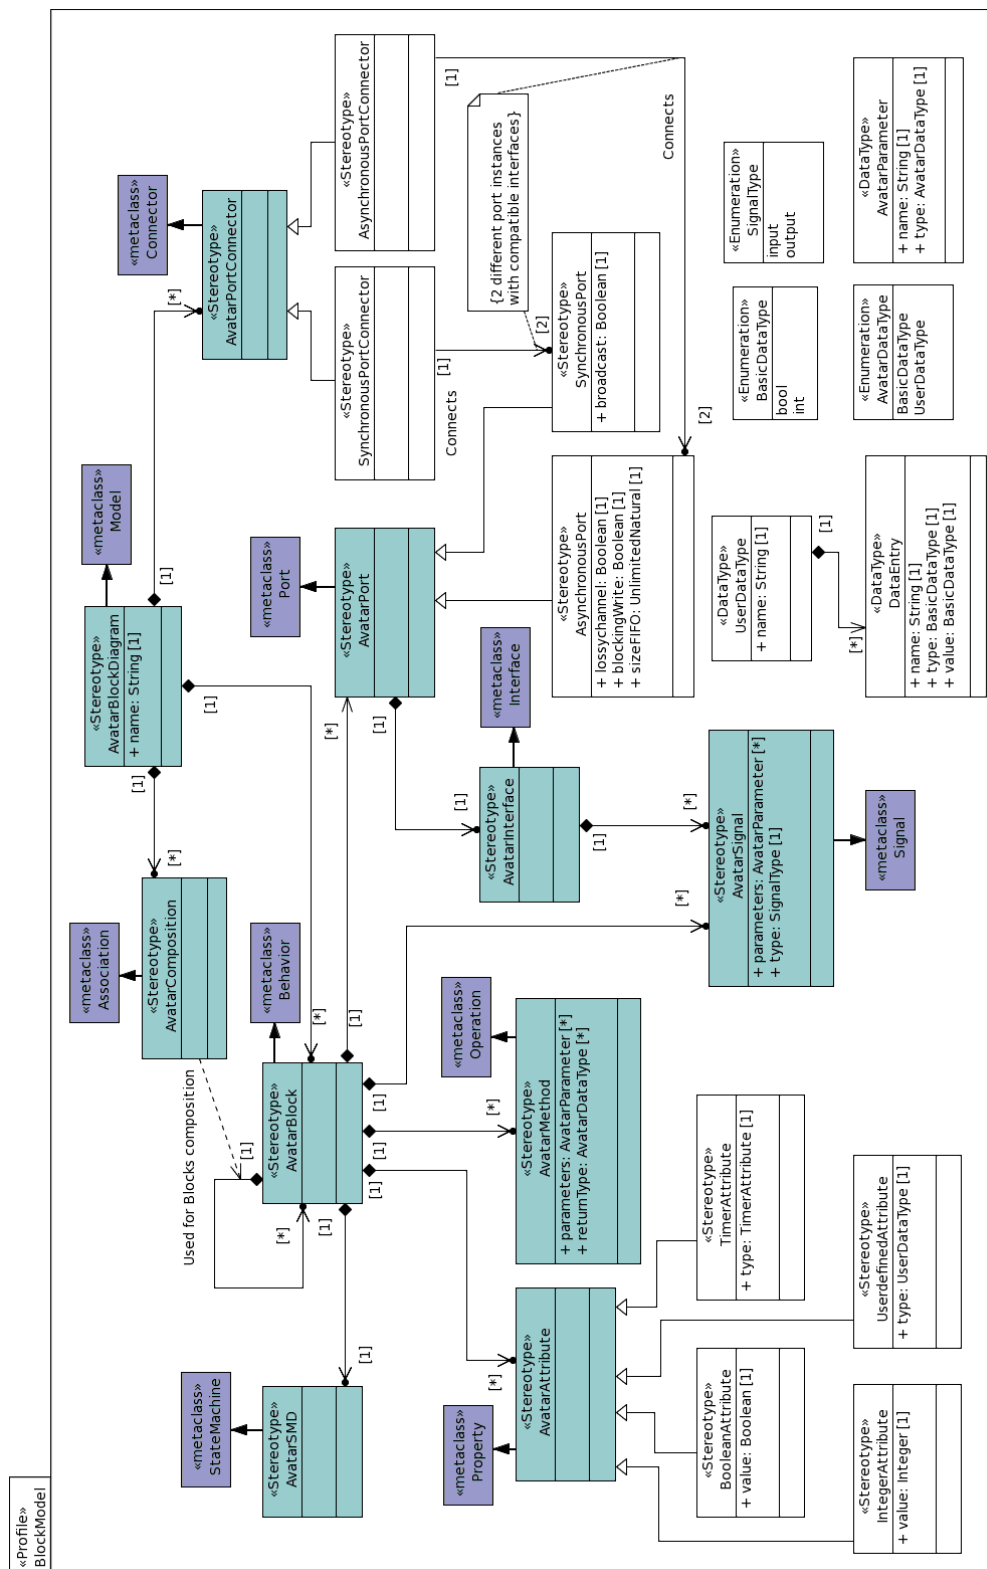 «Profile»
BlockModel
«metaclass»
StateMachine
«Stereotype»
AvatarSMD
«metaclass»
Association
«Stereotype»
AvatarComposition
«metaclass»
Model
«Stereotype»
AvatarBlockDiagram
+ name: String [1]
[1]
[*]
[1]
[1]
[*]
«metaclass»
Connector
«Stereotype»
AvatarPortConnector
Used for Blocks composition
«metaclass»
Behavior
«Stereotype»
AvatarBlock
[1]
[*]
[*]
[1]
[1]
[1]
[1]
[1]
[1]
[*]
«metaclass»
Port
«Stereotype»
AvatarPort
[1]
«Stereotype»
SynchronousPortConnector
«Stereotype»
AsynchronousPortConnector
[1]
Connects
[1]
Connects
{2 different port instances
with compatible interfaces}
[2]
[2]
«metaclass»
Property
«Stereotype»
AvatarAttribute
[*]
«metaclass»
Operation
«Stereotype»
AvatarMethod
+ parameters: AvatarParameter [*]
+ returnType: AvatarDataType [*]
[*]
«metaclass»
Interface
«Stereotype»
AvatarInterface
[1]
[1]
[*]
[*]
«Stereotype»
AsynchronousPort
+ lossychannel: Boolean [1]
+ blockingWrite: Boolean [1]
+ sizeFIFO: UnlimitedNatural [1]
«Stereotype»
SynchronousPort
+ broadcast: Boolean [1]
«Stereotype»
BooleanAttribute
+ value: Boolean [1]
«Stereotype»
TimerAttribute
+ type: TimerAttribute [1]
«Stereotype»
AvatarSignal
+ parameters: AvatarParameter [*]
+ type: SignalType [1]
«metaclass»
Signal
«DataType»
UserDataType
+ name: String [1]
[1]
[*]
«Enumeration»
BasicDataType
bool
int
«Enumeration»
SignalType
input
output
«Stereotype»
IntegerAttribute
+ value: Integer [1]
«Stereotype»
UserdefinedAttribute
+ type: UserDataType [1]
«DataType»
DataEntry
+ name: String [1]
+ type: BasicDataType [1]
+ value: BasicDataType [1]
«Enumeration»
AvatarDataType
BasicDataType
UserDataType
«DataType»
AvatarParameter
+ name: String [1]
+ type: AvatarDataType [1]